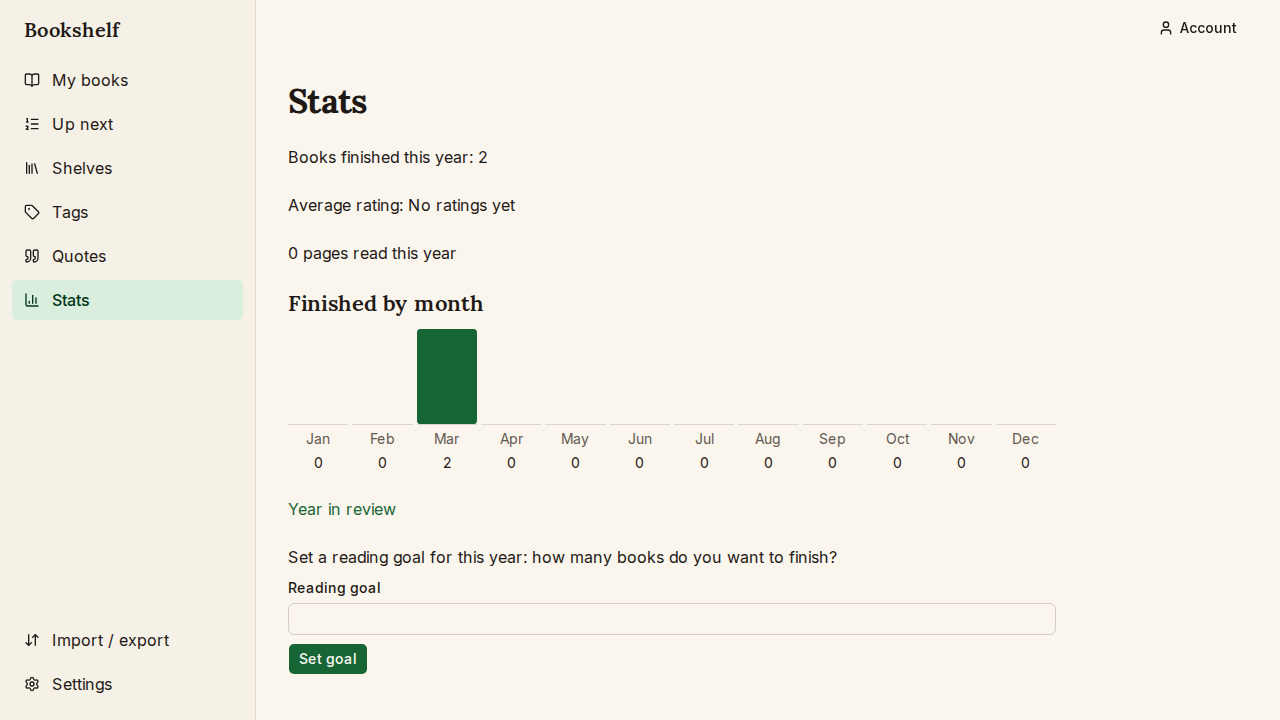 Bookshelf
Account
My books
Up next
Shelves
Tags
Quotes
Stats
Import / export
Settings
Stats
Books finished this year: 2
Average rating: No ratings yet
0 pages read this year
Finished by month
Jan Feb Mar Apr May Jun Jul Aug Sep Oct Nov Dec
0 0 2 0 0 0 0 0 0 0 0 0
Year in review
Set a reading goal for this year: how many books do you want to finish?
Reading goal
Set goal